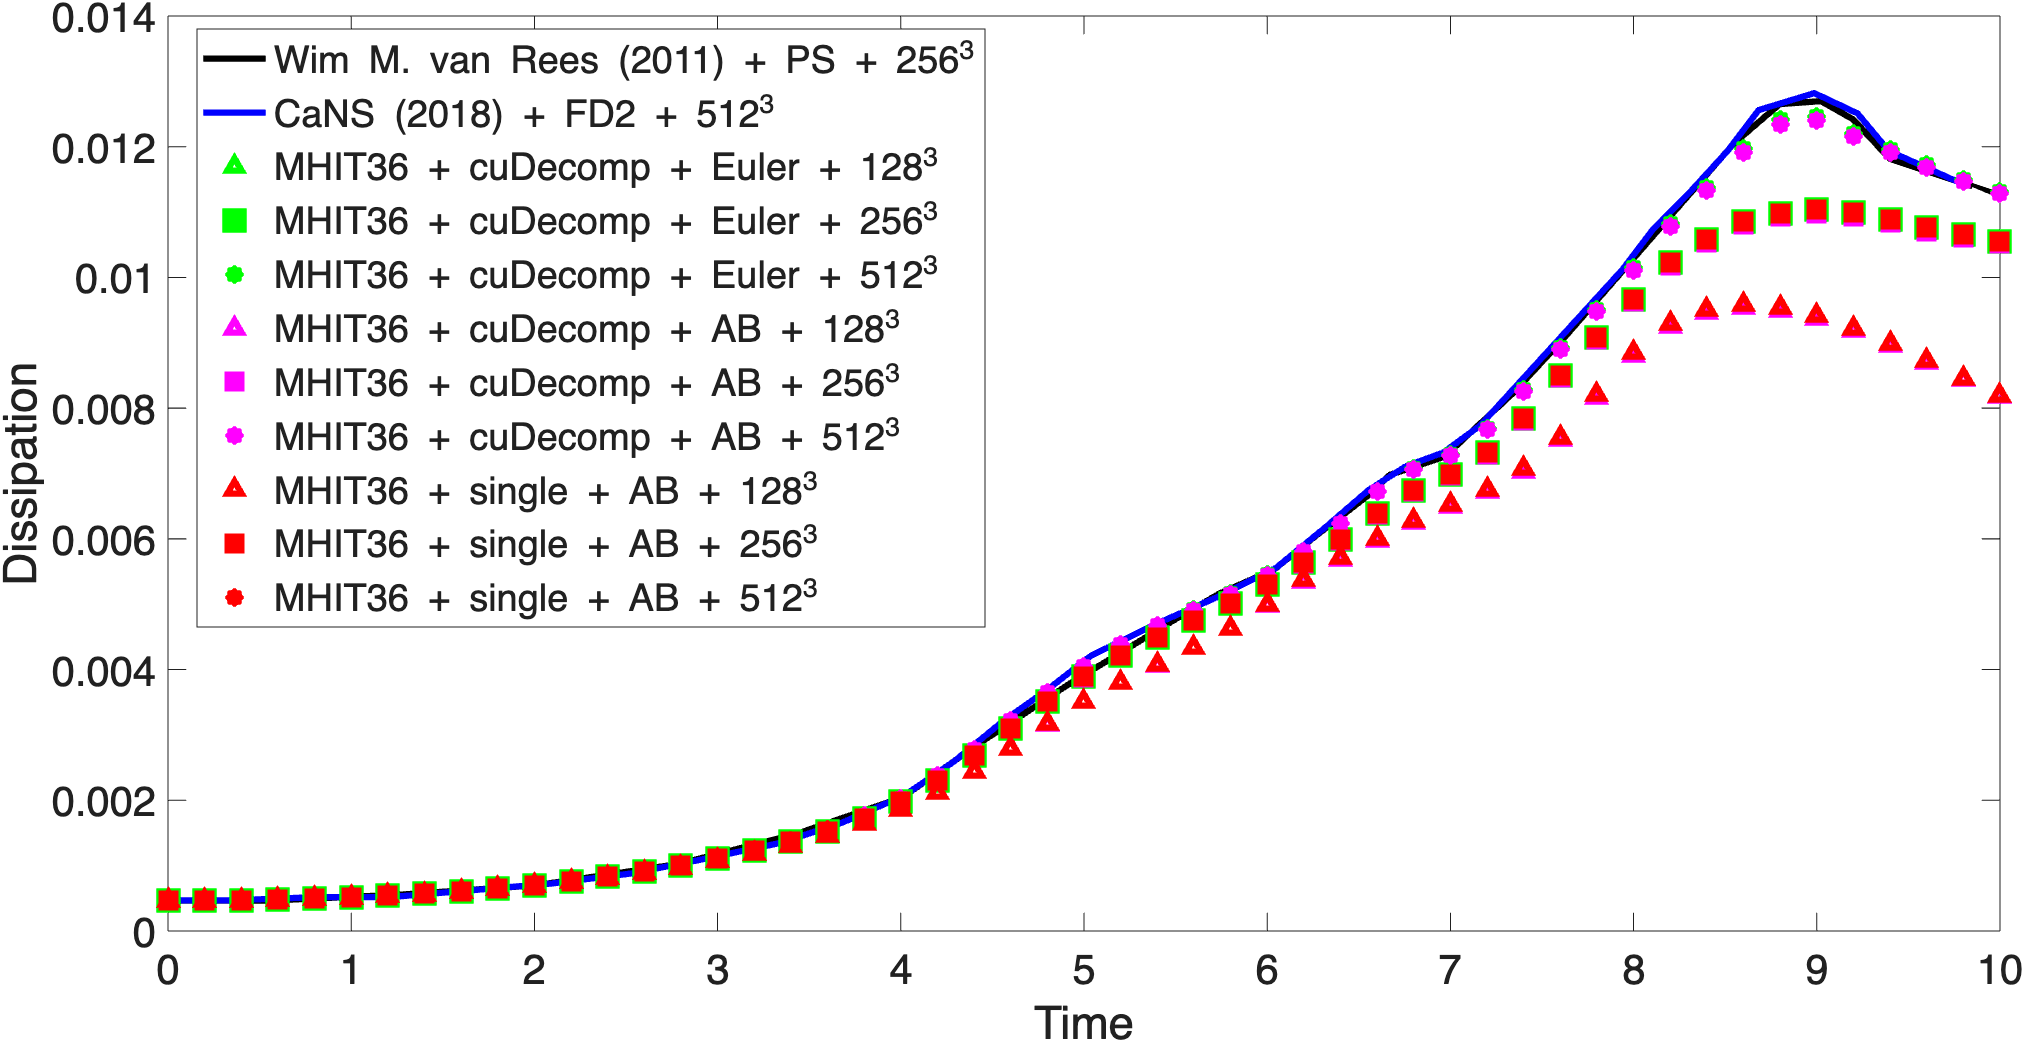 0.014
0.012
0.01
0.008
0.006
0.004
0.002
0
Dissipation
Wim M. van Rees (2011) + PS + 256³
CaNS (2018) + FD2 + 512³
MHIT36 + cuDecomp + Euler + 128³
MHIT36 + cuDecomp + Euler + 256³
MHIT36 + cuDecomp + Euler + 512³
MHIT36 + cuDecomp + AB + 128³
MHIT36 + cuDecomp + AB + 256³
MHIT36 + cuDecomp + AB + 512³
MHIT36 + single + AB + 128³
MHIT36 + single + AB + 256³
MHIT36 + single + AB + 512³
0 1 2 3 4 5 6 7 8 9 10
Time